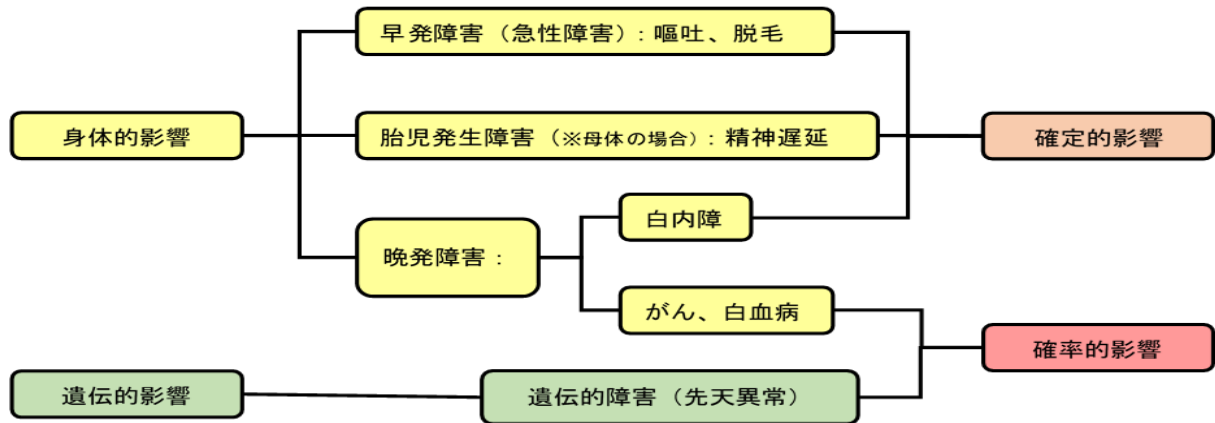 早発障害（急性障害）：嘔吐、脱毛
身体的影響
胎児発生障害（※母体の場合）：精神遅延
確定的影響
白内障
晩発障害：
がん、白血病
確率的影響
遺伝的影響
遺伝的障害（先天異常）